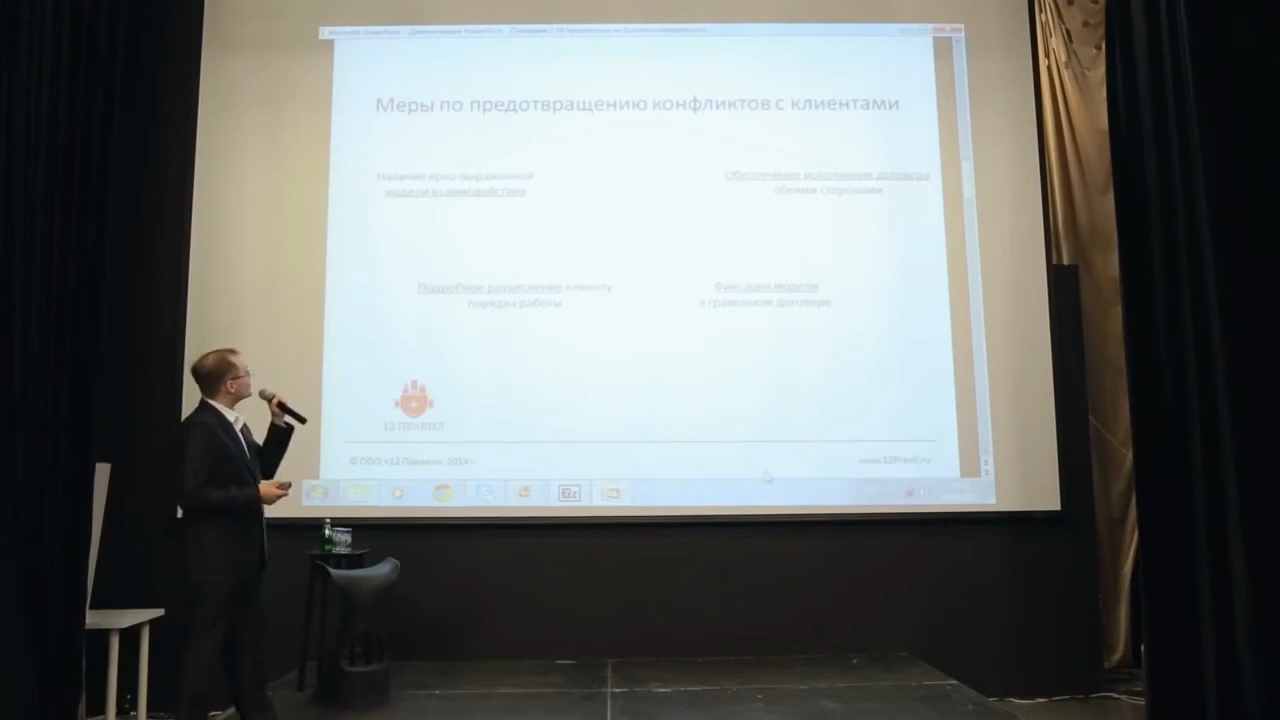 Меры по предотвращению конфликтов с клиентами
Наличие ярко выраженной
модели взаимодействия
Обеспечение исполнения договора
обеими сторонами
Подробное разъяснение клиенту
порядка работы
Фиксация модели
в грамотном договоре
12 ПРАВИЛ
© ООО «12 Правил», 2014 г.
www.12Pravil.ru